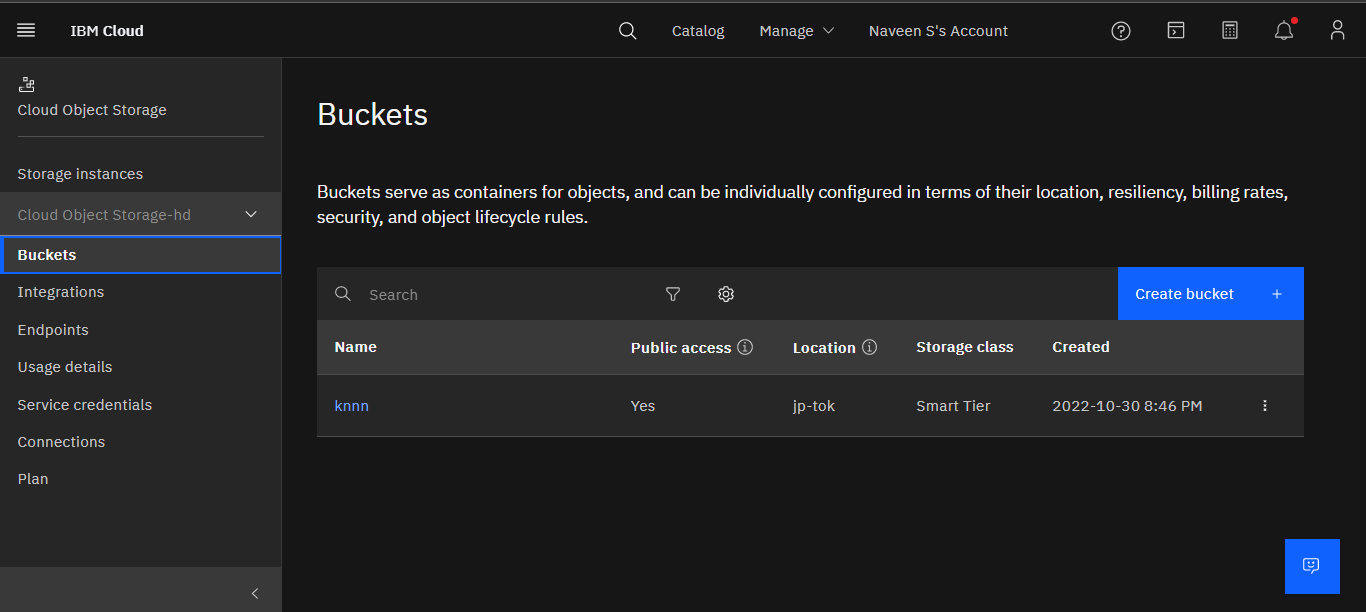 IBM Cloud
Catalog
Manage
Naveen S's Account
Cloud Object Storage
Storage instances
Cloud Object Storage-hd
Buckets
Integrations
Endpoints
Usage details
Service credentials
Connections
Plan
Buckets
Buckets serve as containers for objects, and can be individually configured in terms of their location, resiliency, billing rates,
security, and object lifecycle rules.
Search
Create bucket +
Name Public access Location Storage class Created
knnn Yes jp-tok Smart Tier 2022-10-30 8:46 PM